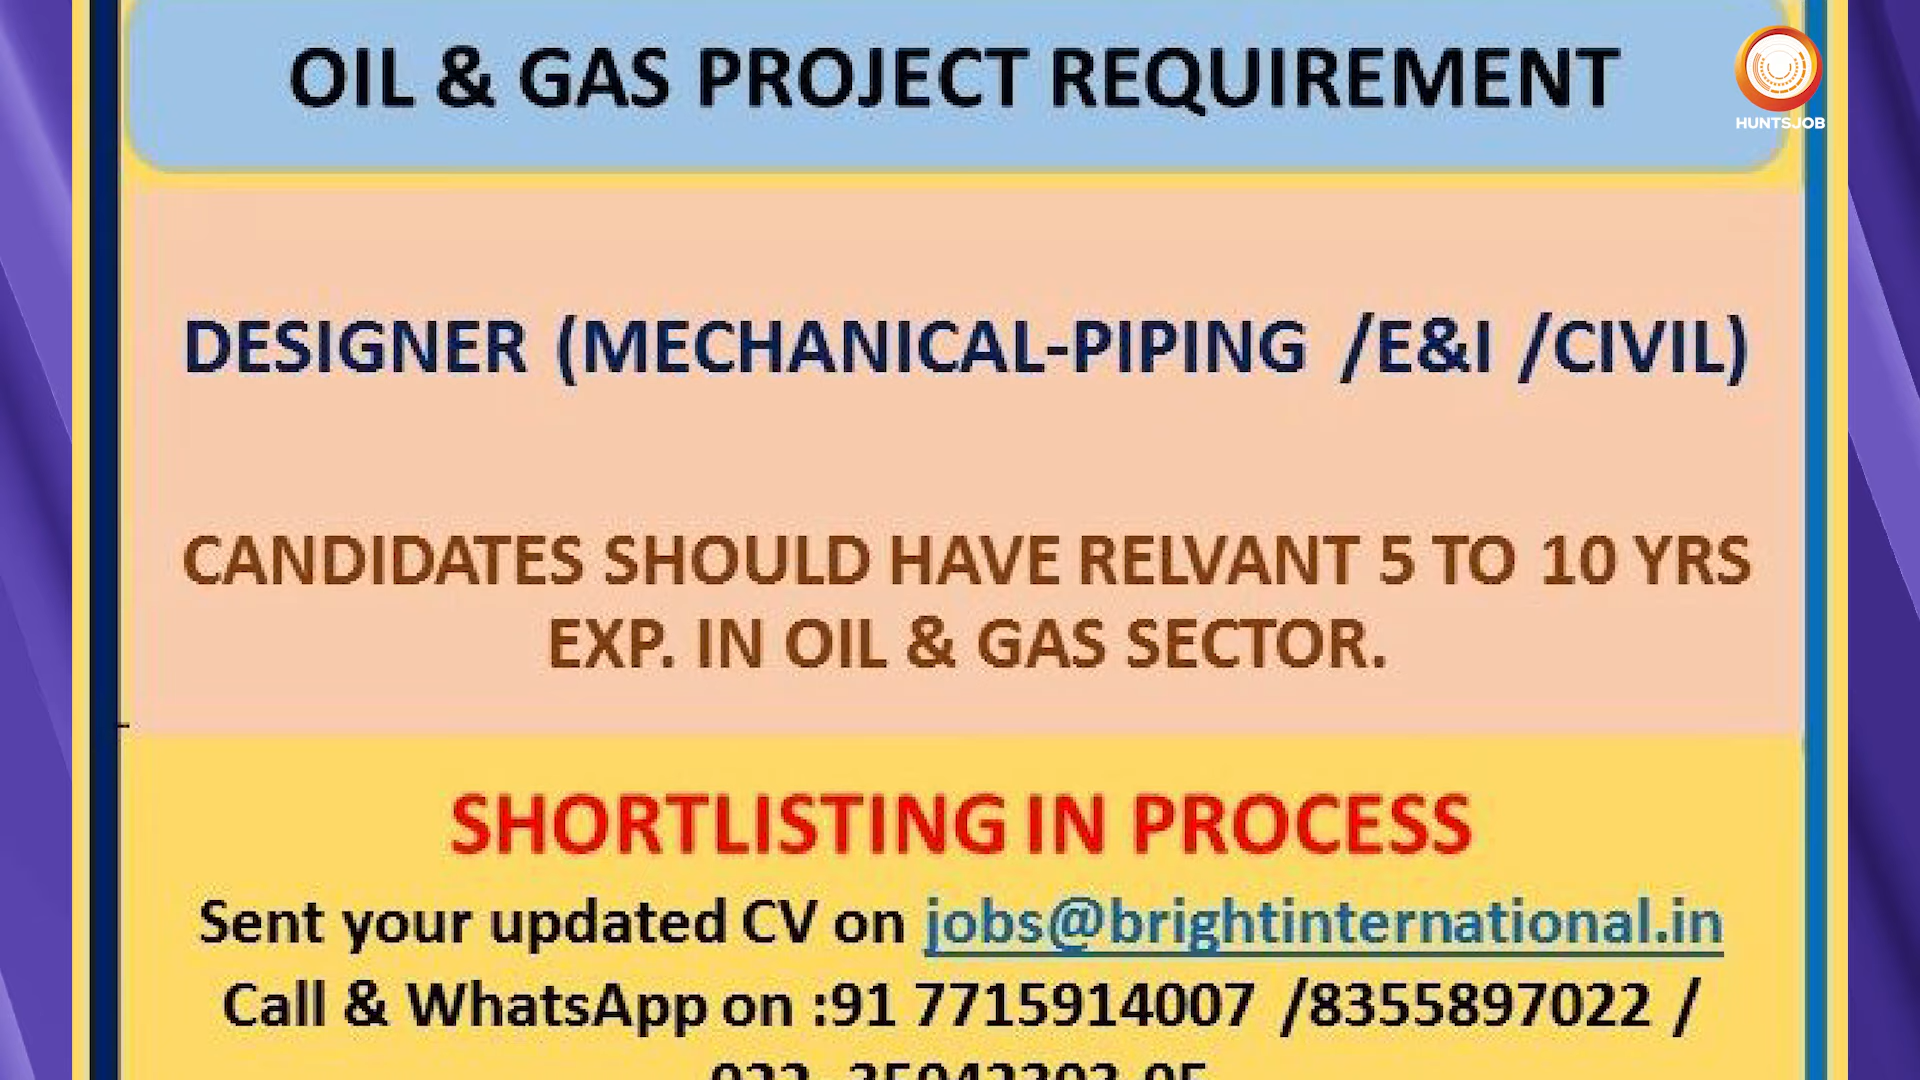 OIL & GAS PROJECT REQUIREMENT
HUNTSJOB
DESIGNER (MECHANICAL-PIPING /E&I /CIVIL)
CANDIDATES SHOULD HAVE RELVANT 5 TO 10 YRS
EXP. IN OIL & GAS SECTOR.
SHORTLISTING IN PROCESS
Sent your updated CV on jobs@brightinternational.in
Call & WhatsApp on :91 7715914007 /8355897022 /